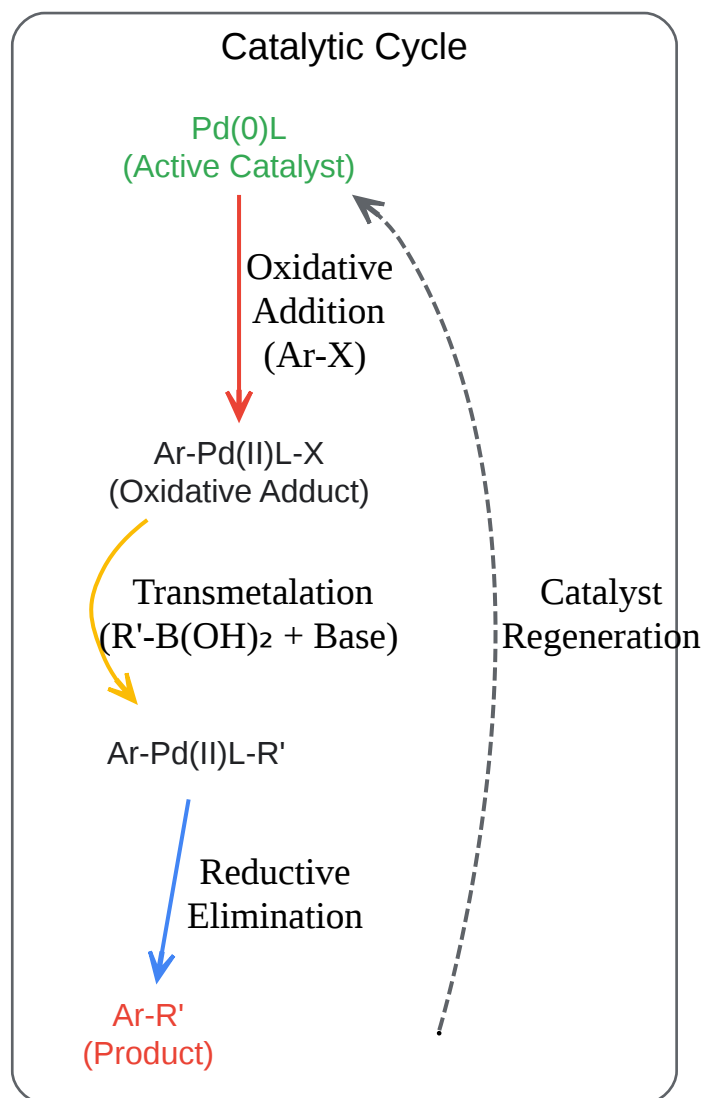 Catalytic Cycle
Pd(0)L
(Active Catalyst)
Oxidative
Addition
(Ar-X)
Ar-Pd(II)L-X
(Oxidative Adduct)
Transmetalation
(R'-B(OH)₂ + Base)
Catalyst
Regeneration
Ar-Pd(II)L-R'
Reductive
Elimination
Ar-R'
(Product)